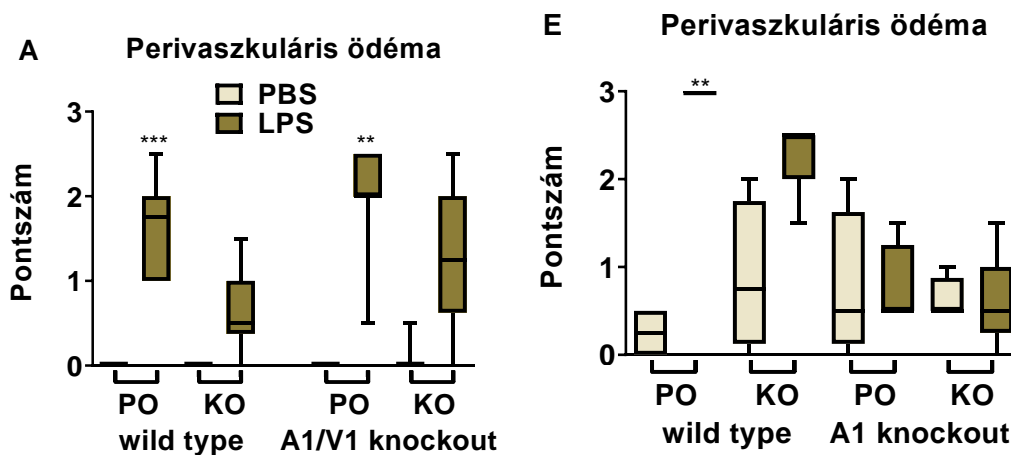 A Perivaszkuláris ödéma
PBS
LPS
3
2
1
0
Pontszám
***
**
PO KO PO KO
wild type A1/V1 knockout
E Perivaszkuláris ödéma
3
2
1
0
Pontszám
**
PO KO PO KO
wild type A1 knockout